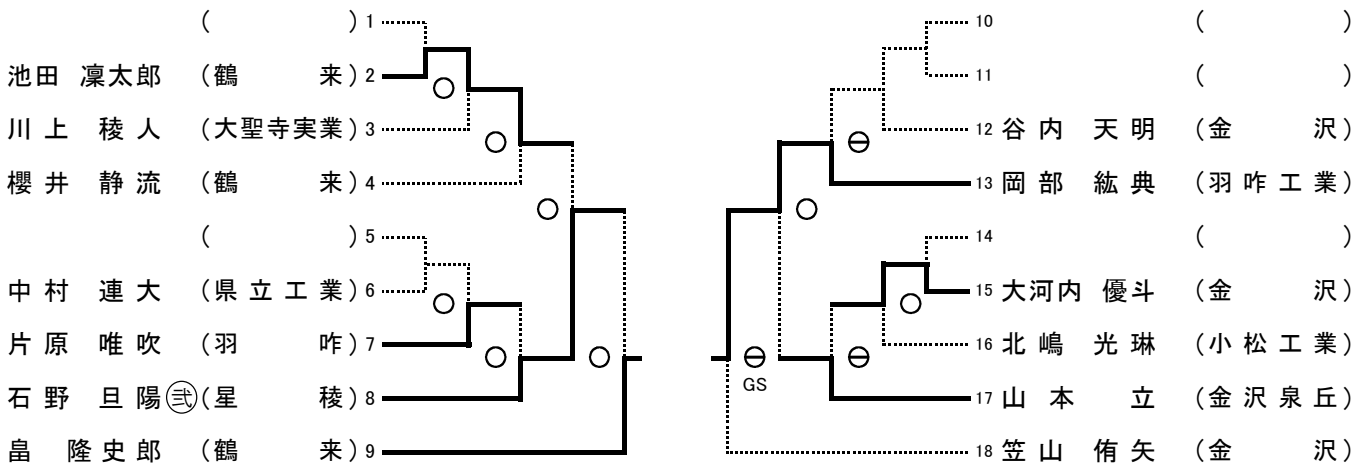 (　　　) 1
池田 凜太郎 (鶴　来) 2
川上 稜人 (大聖寺実業) 3
櫻井 静流 (鶴　来) 4
(　　　) 5
中村 連大 (県立工業) 6
片原 唯吹 (羽　咋) 7
石野 旦陽 弐 (星　稜) 8
畠 隆史郎 (鶴　来) 9
10 (　　　)
11 (　　　)
12 谷内 天明 (金　沢)
13 岡部 紘典 (羽咋工業)
14 (　　　)
15 大河内 優斗 (金　沢)
16 北嶋 光琳 (小松工業)
GS
17 山本 立 (金沢泉丘)
18 笠山 侑矢 (金　沢)